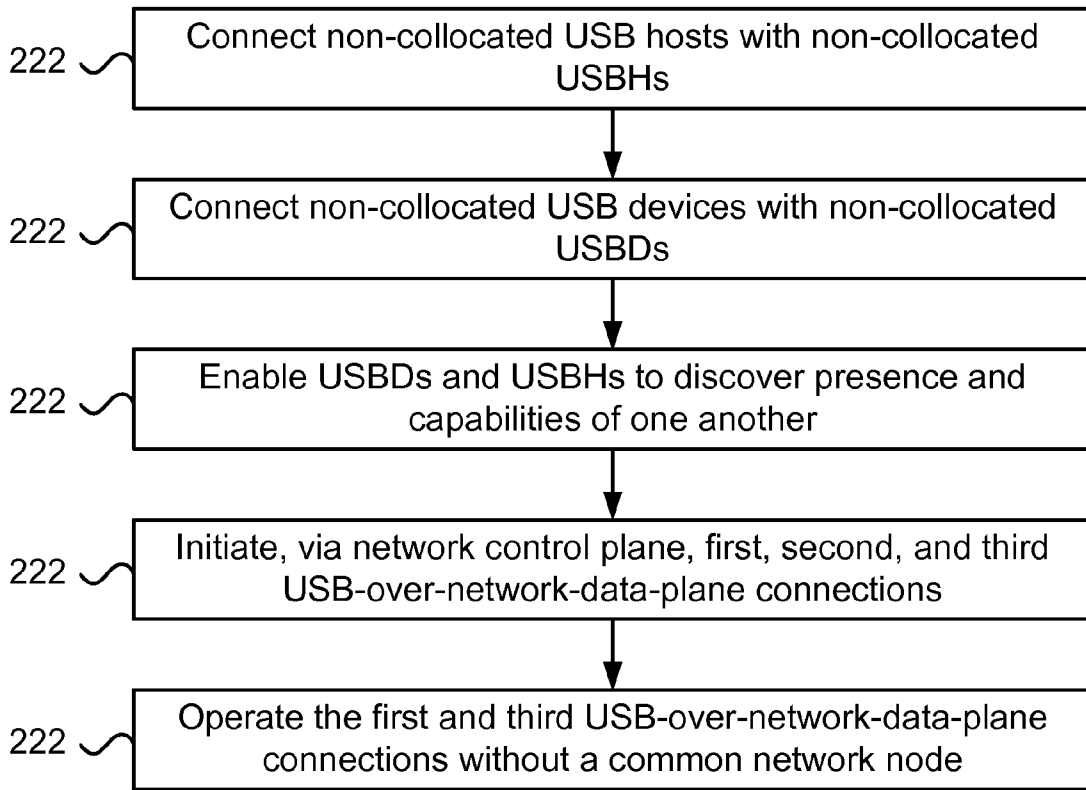 222
Connect non-collocated USB hosts with non-collocated
USBHs
222
Connect non-collocated USB devices with non-collocated
USBDs
222
Enable USBDs and USBHs to discover presence and
capabilities of one another
222
Initiate, via network control plane, first, second, and third
USB-over-network-data-plane connections
222
Operate the first and third USB-over-network-data-plane
connections without a common network node